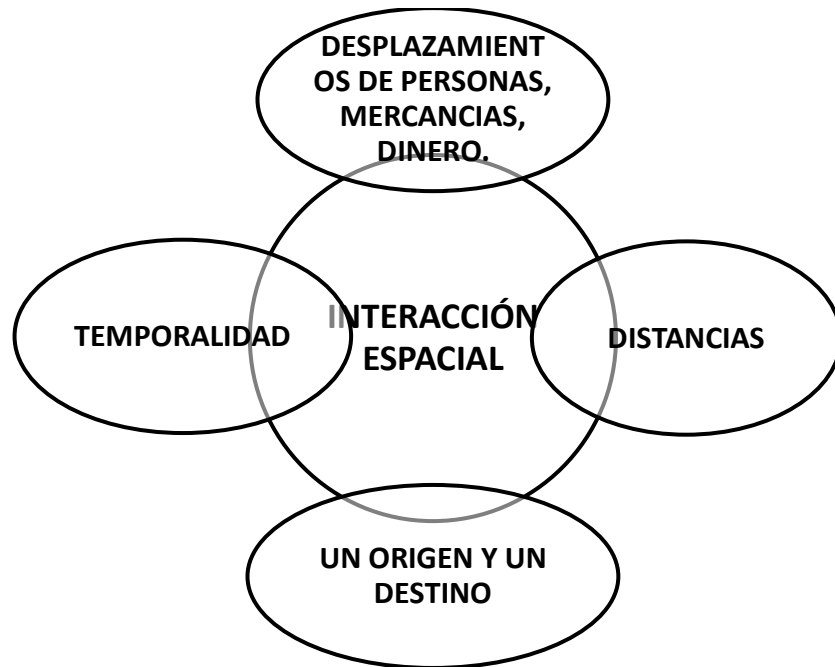 DESPLAZAMIENT
OS DE PERSONAS,
MERCANCIAS,
DINERO.
TEMPORALIDAD
INTERACCIÓN
ESPACIAL
DISTANCIAS
UN ORIGEN Y UN
DESTINO